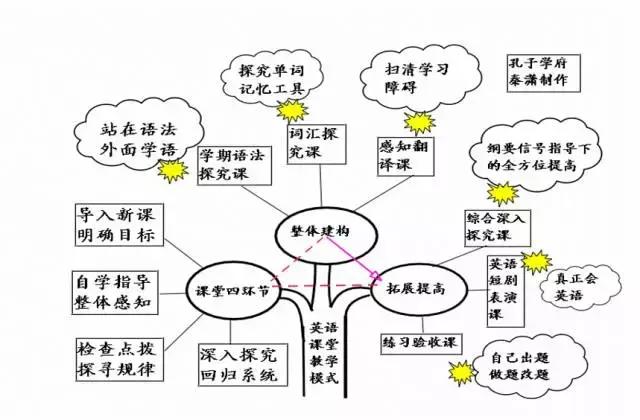 探究单词
记忆工具
扫清学习
障碍
孔子学府
秦潇制作
站在语法
外面学语
学期语法
探究课
词汇探
究课
感知翻
译课
纲要信号指导下
的全方位提高
导入新课
明确目标
整体建构
综合深入
探究课
自学指导
整体感知
课堂四环节
拓展提高
英语
短剧
表演
课
真正会
英语
检查点拨
探寻规律
深入探究
回归系统
英语
课堂
教学
模式
练习验收课
自己出题
做题改题